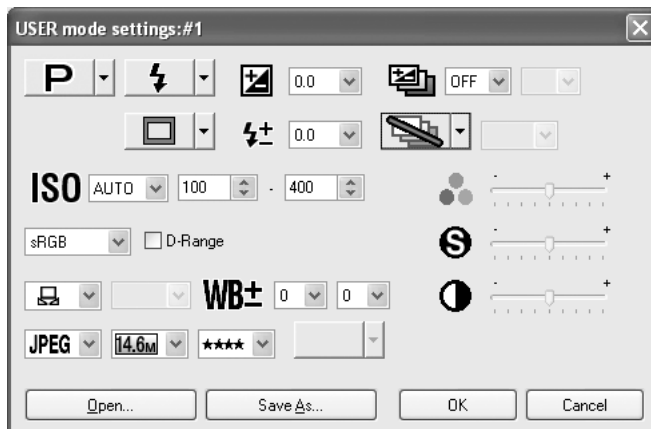 USER mode settings:#1
P 0.0 OFF
0.0
ISO AUTO 100 - 400 - +
sRGB D-Range - +
WB± 0 0 - +
JPEG 14.6M ★★★★
Open... Save As... OK Cancel